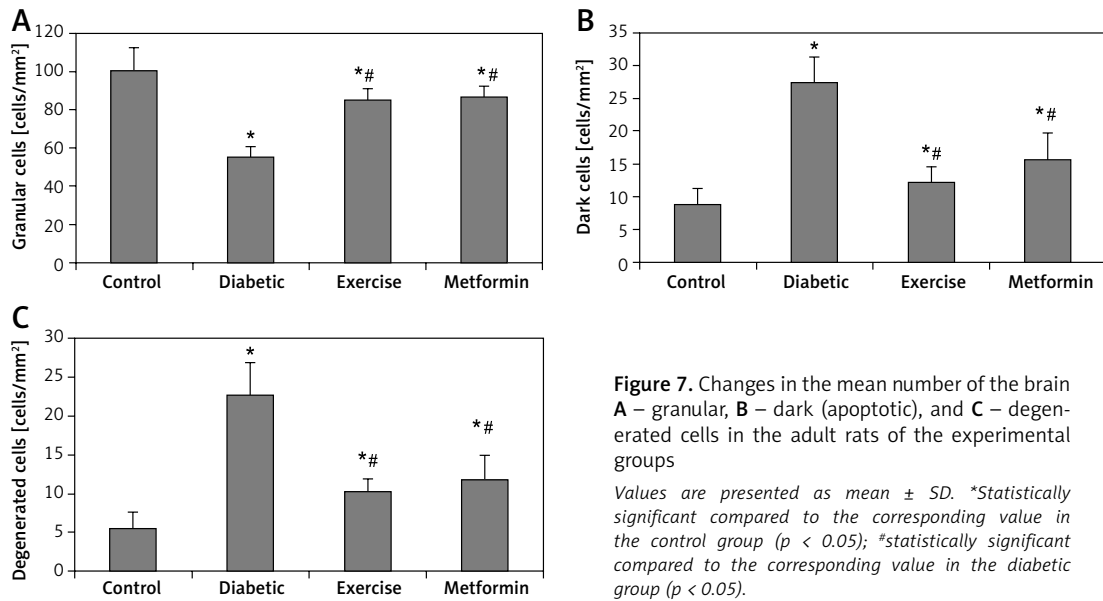 A
Granular cells [cells/mm²]
120
100
80
60
40
20
0
*
*#
*#
Control Diabetic Exercise Metformin
B
Dark cells [cells/mm²]
35
30
25
20
15
10
5
0
*
*#
*#
Control Diabetic Exercise Metformin
C
Degenerated cells [cells/mm²]
30
25
20
15
10
5
0
*
*#
*#
Control Diabetic Exercise Metformin
Figure 7. Changes in the mean number of the brain
A – granular, B – dark (apoptotic), and C – degen-
erated cells in the adult rats of the experimental
groups
Values are presented as mean ± SD. *Statistically
significant compared to the corresponding value in
the control group (p < 0.05); #statistically significant
compared to the corresponding value in the diabetic
group (p < 0.05).